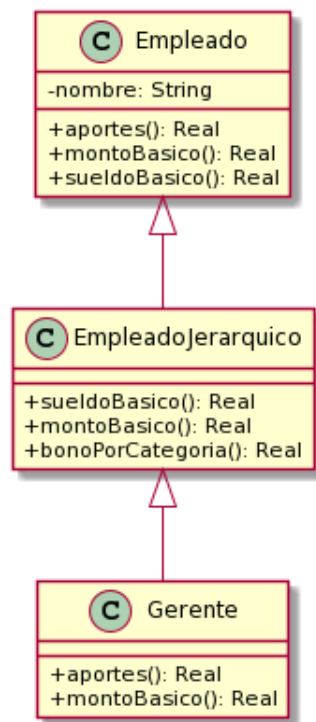 C Empleado
-nombre: String
+aportes(): Real
+montoBasico(): Real
+sueldoBasico(): Real
C EmpleadoJerarquico
+sueldoBasico(): Real
+montoBasico(): Real
+bonoPorCategoria(): Real
C Gerente
+aportes(): Real
+montoBasico(): Real